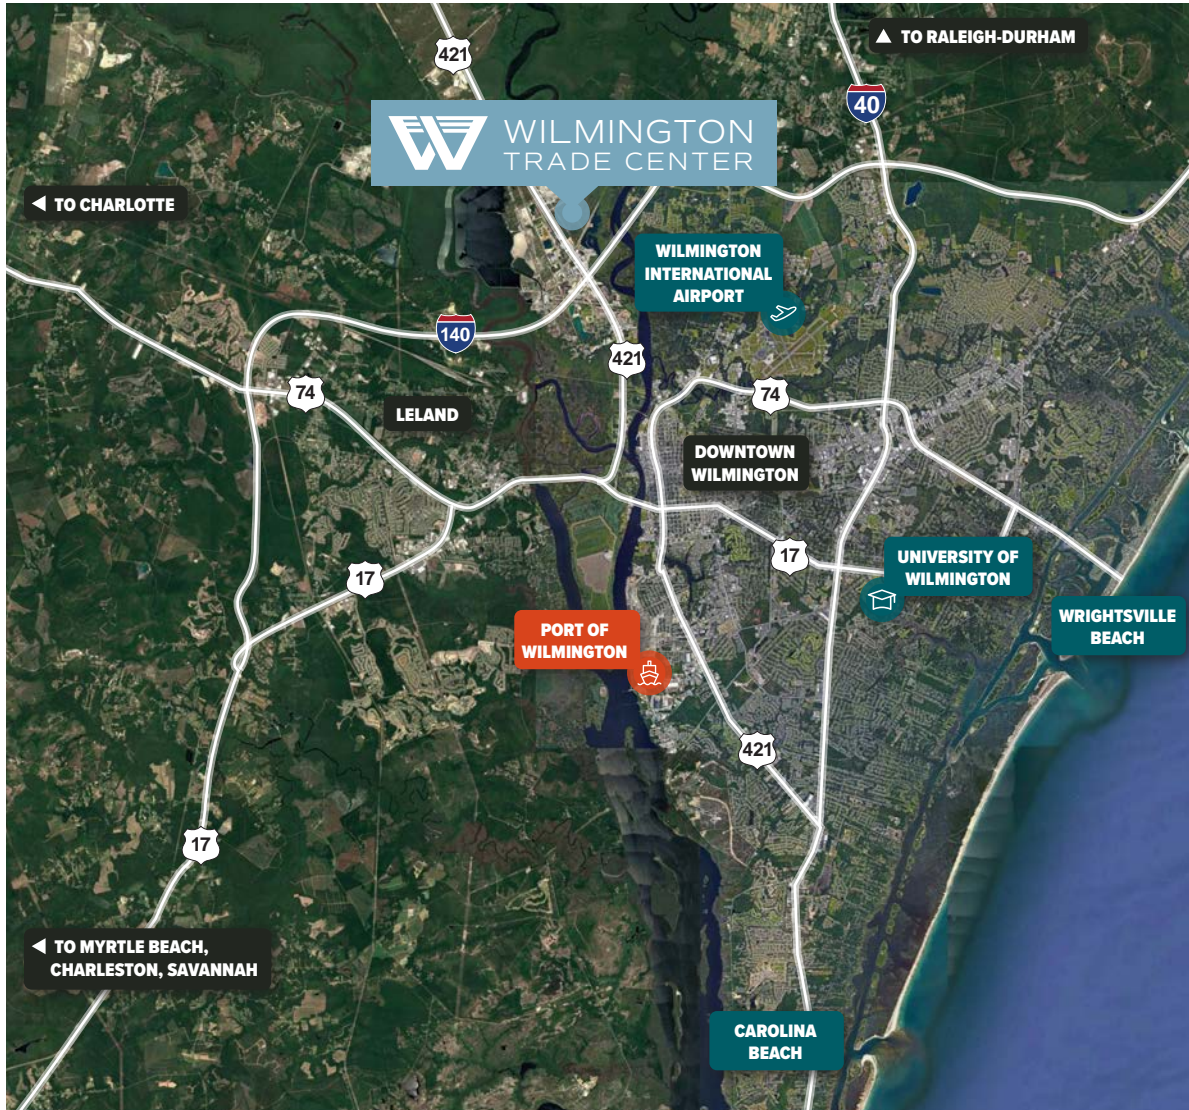 421
▲ TO RALEIGH-DURHAM
40
WILMINGTON
TRADE CENTER
◀ TO CHARLOTTE
WILMINGTON
INTERNATIONAL
AIRPORT
140
421
74
74
LELAND
DOWNTOWN
WILMINGTON
17
UNIVERSITY OF
WILMINGTON
17
WRIGHTSVILLE
BEACH
PORT OF
WILMINGTON
421
17
◀ TO MYRTLE BEACH,
CHARLESTON, SAVANNAH
CAROLINA
BEACH